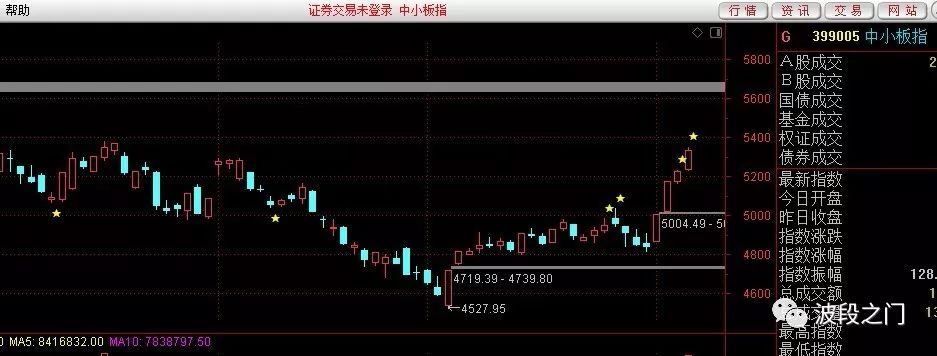 帮助
证券交易未登录 中小板指
行情 资讯 交易 网站
G 399005 中小板指
5800
5600
5400
5200
5000
4800
4600
5004.49 - 50
4719.39 - 4739.80
←4527.95
A股成交 2
B股成交
国债成交
基金成交
权证成交
债券成交
最新指数
今日开盘
昨日收盘
指数涨跌
指数涨幅
指数振幅 128.
总成交额 1
最高指数
最低指数
波段之门
0 MA5: 8416832.00 MA10: 7838797.50